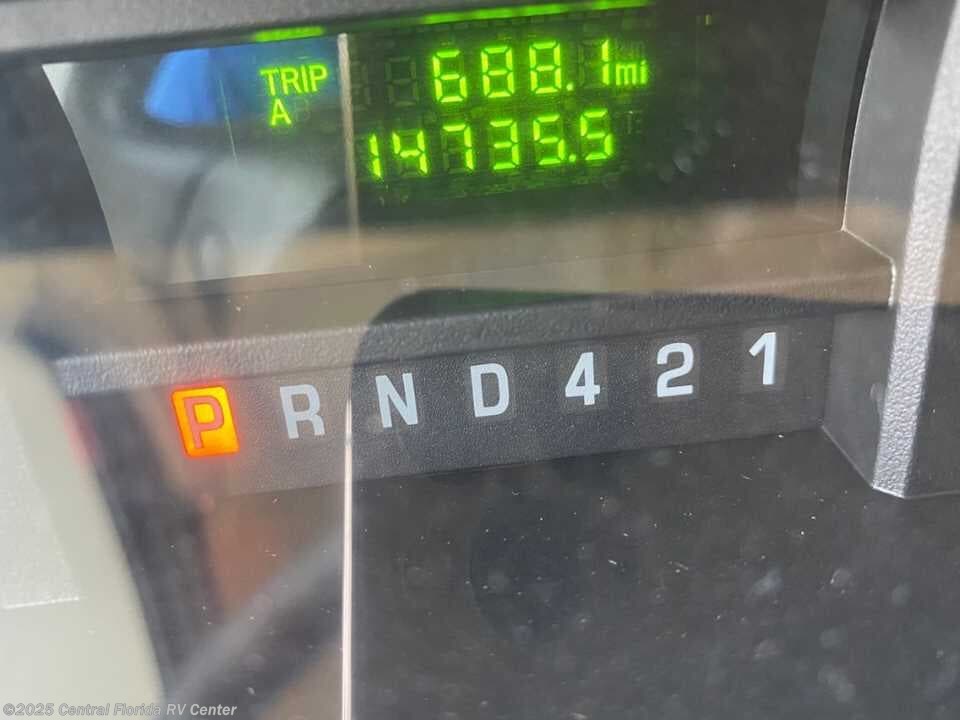 TRIP 688.1 mi
A 14735.5
P R N D 4 2 1
©2025 Central Florida RV Center